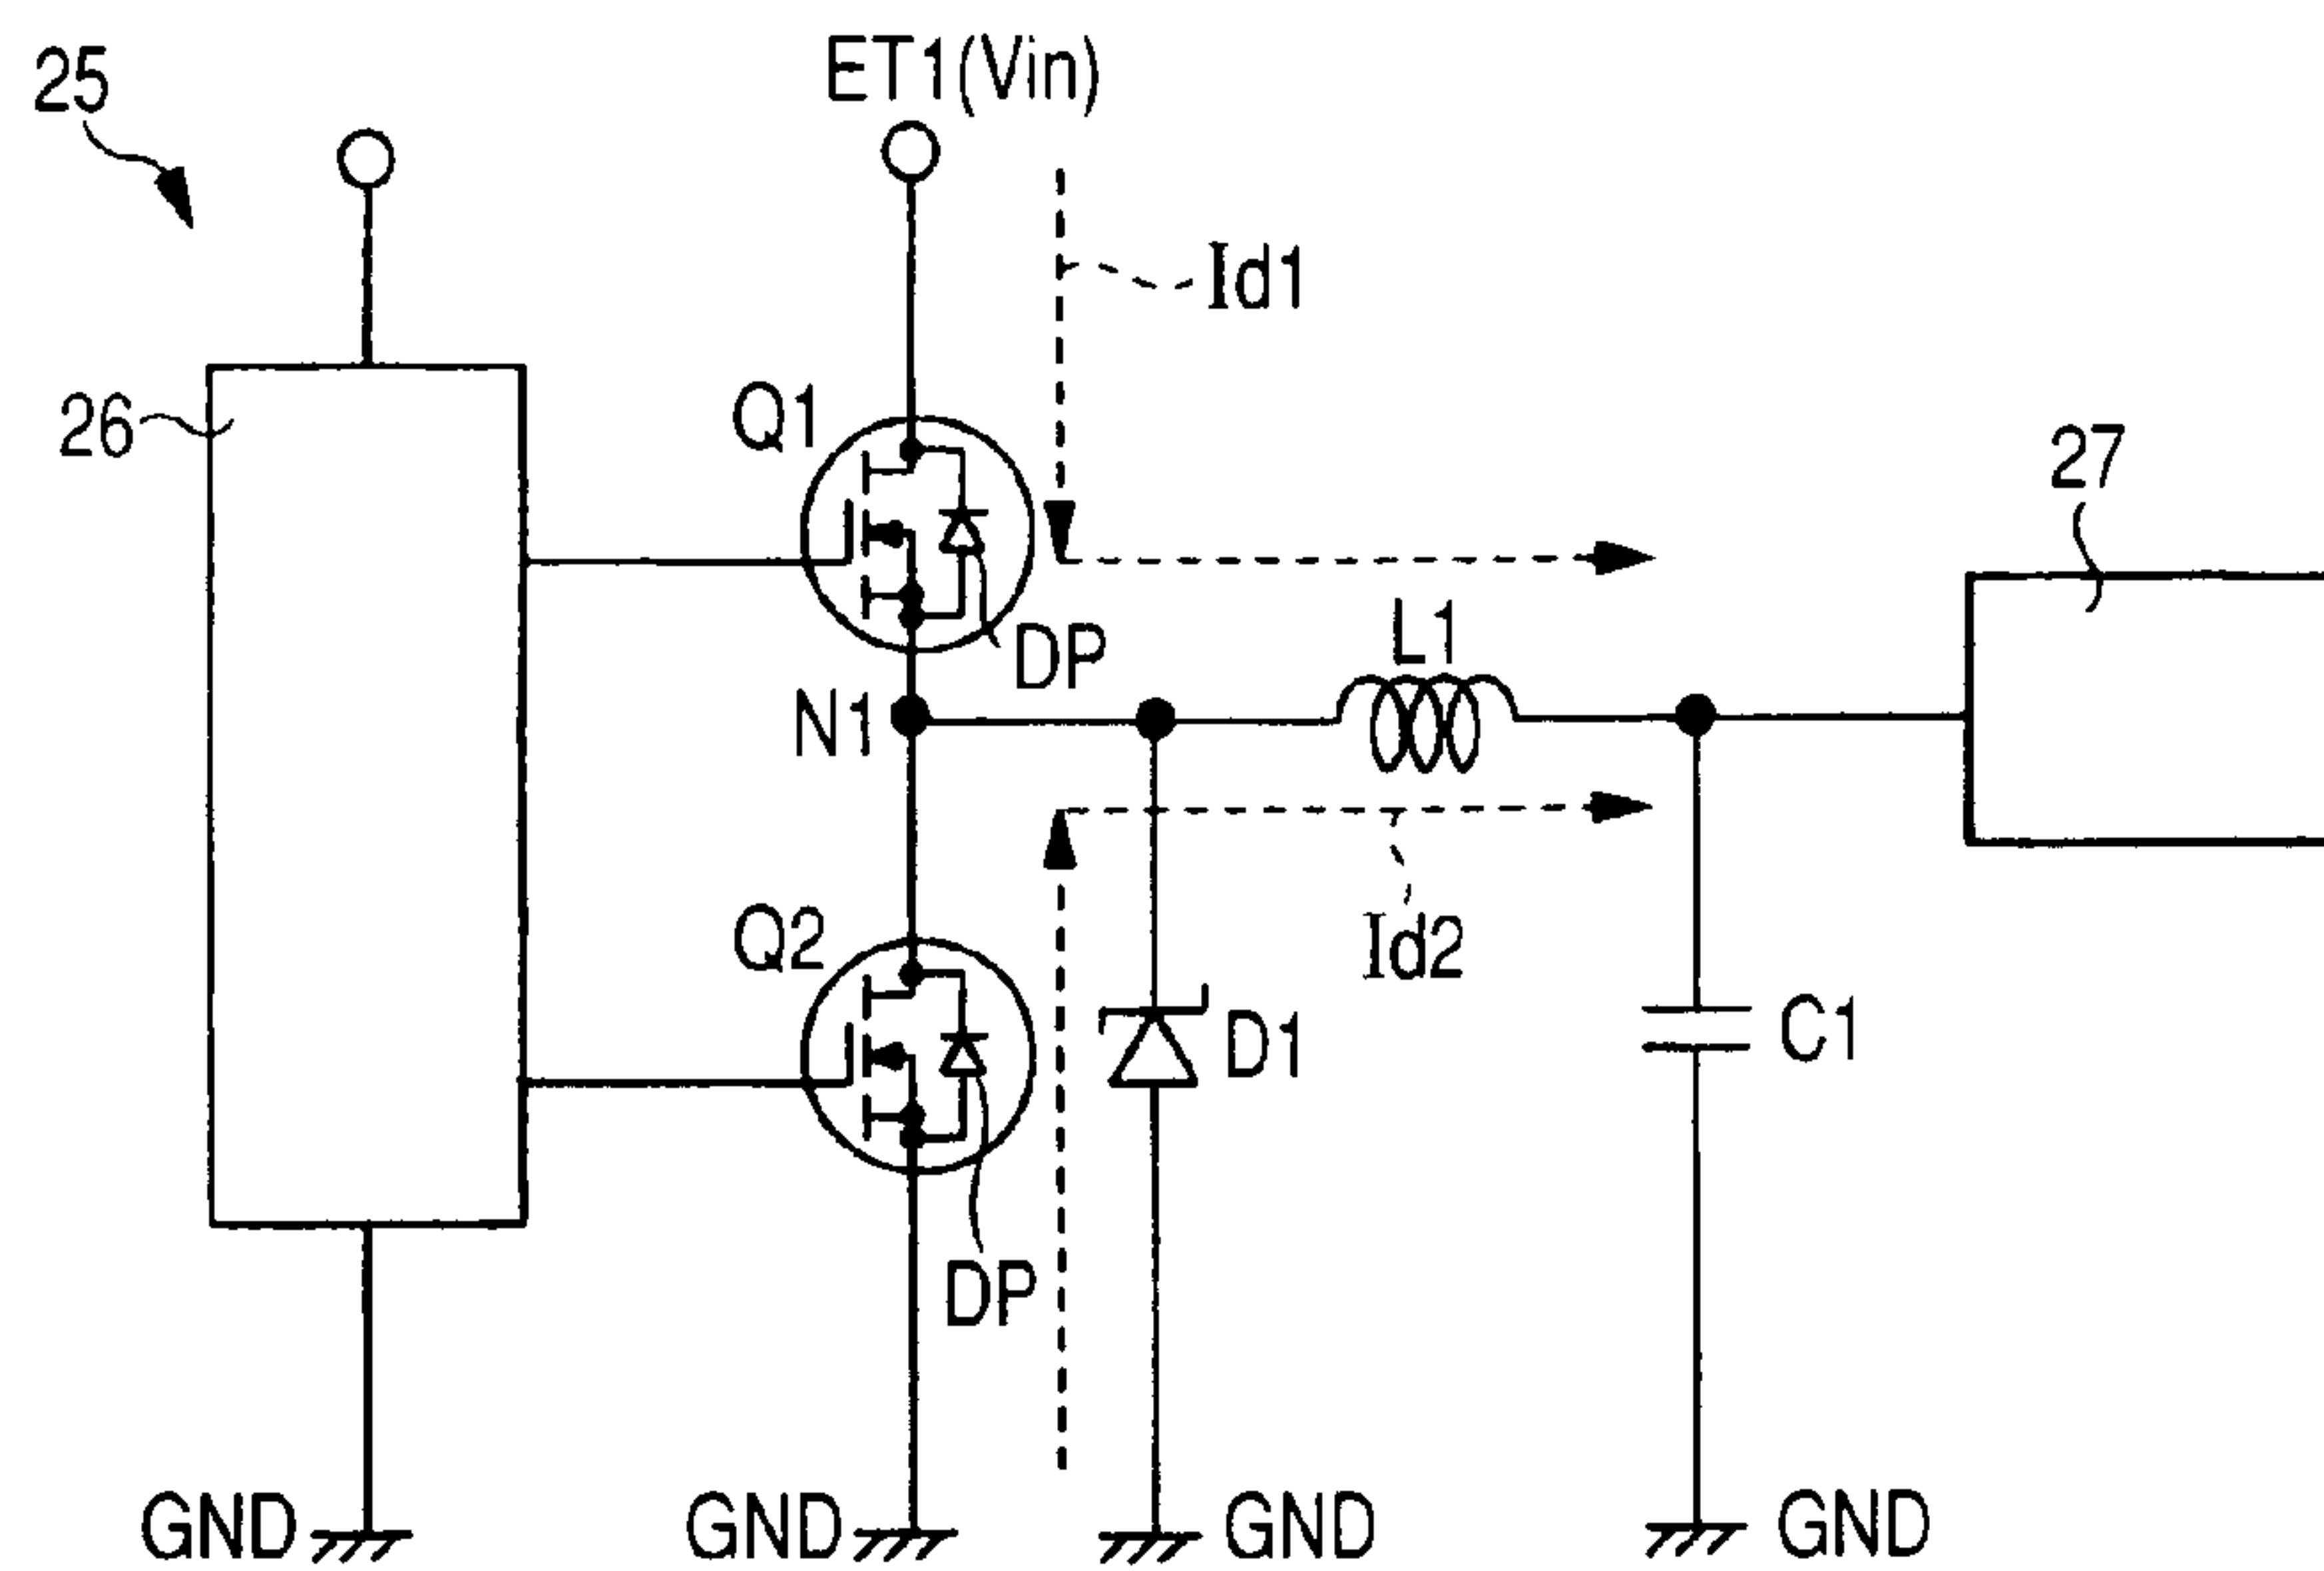 25
ET1(Vin)
Id1
26
Q1
27
DP
L1
N1
Q2
Id2
D1
C1
DP
GND
GND
GND
GND